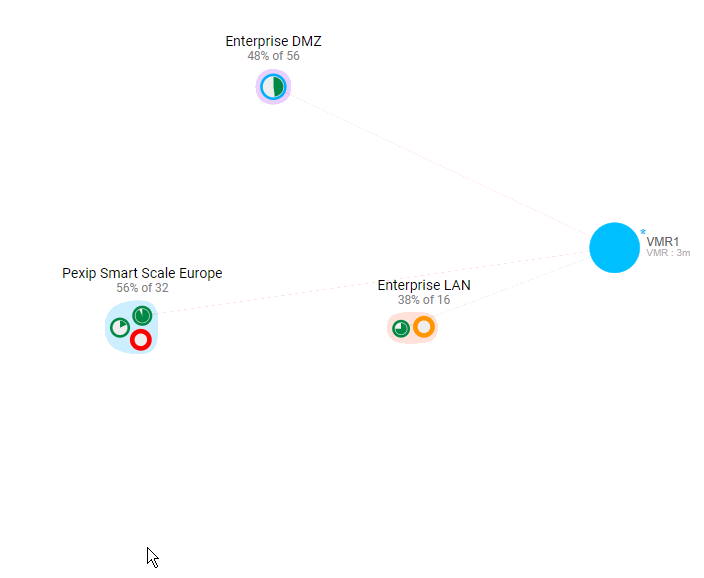 Enterprise DMZ
48% of 56
*
VMR1
VMR : 3m
Pexip Smart Scale Europe
56% of 32
Enterprise LAN
38% of 16